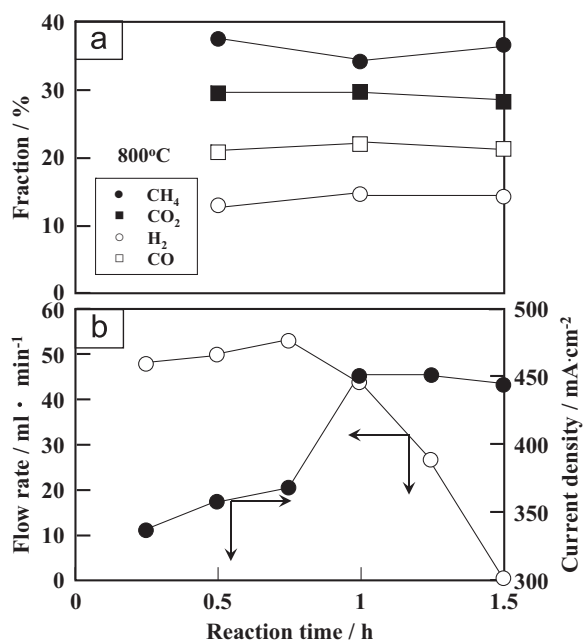 40
a
30
20
10
0
Fraction / %
800°C
CH₄
CO₂
H₂
CO
60
b
50
40
30
20
10
0
Flow rate / ml • min⁻¹
500
450
400
350
300
Current density / mA·cm⁻²
0
0.5
1
1.5
Reaction time / h